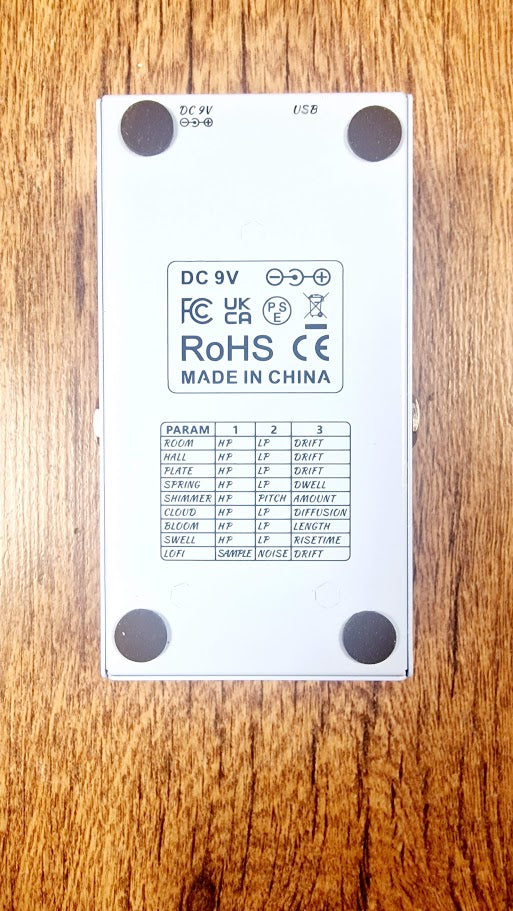 DC 9V USB
DC 9V
FC UK CA PSE
RoHS CE
MADE IN CHINA
PARAM 1 2 3
ROOM HP LP DRIFT
HALL HP LP DRIFT
PLATE HP LP DRIFT
SPRING HP LP DWELL
SHIMMER HP PITCH AMOUNT
CLOUD HP LP DIFFUSION
BLOOM HP LP LENGTH
SWELL HP LP RISETIME
LOFI SAMPLE NOISE DRIFT